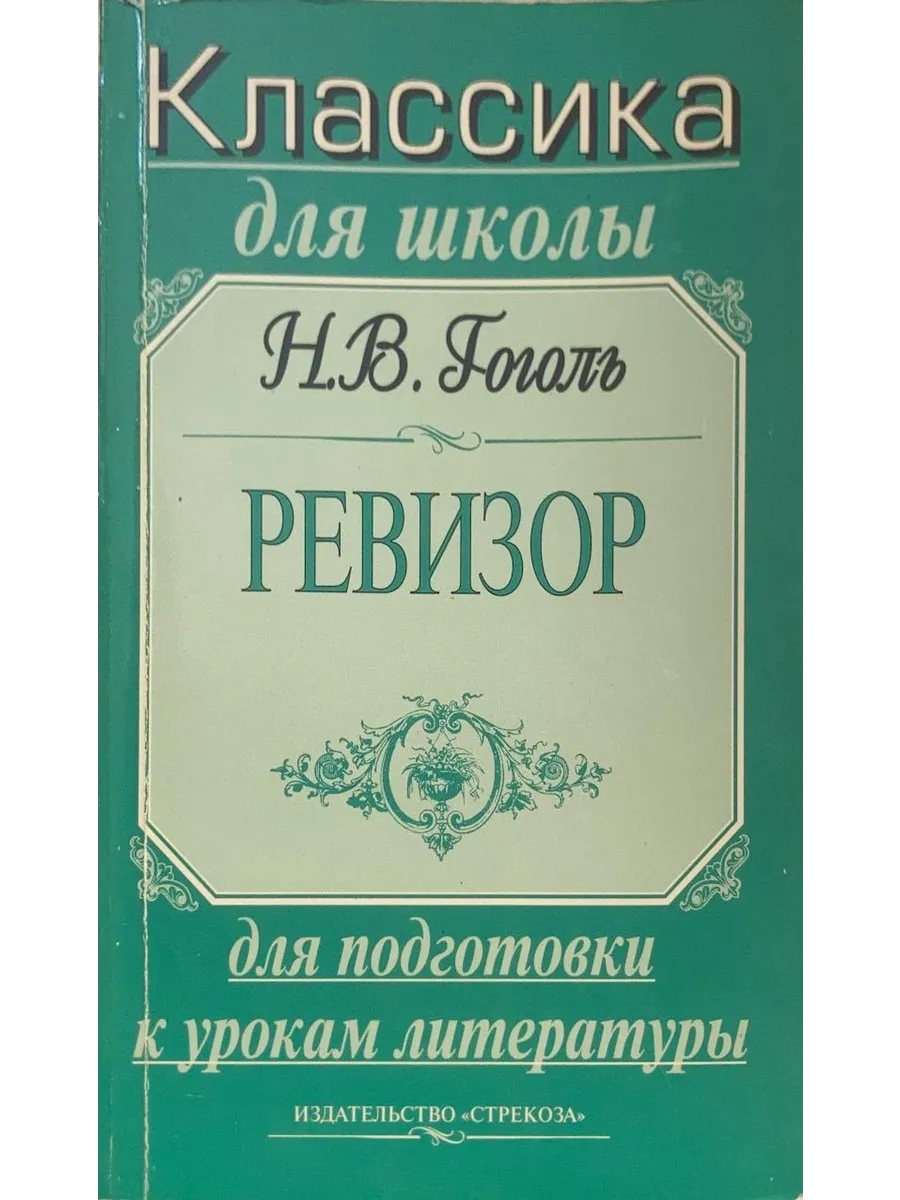 Классика
для школы
Н.В. Гоголь
РЕВИЗОР
для подготовки
к урокам литературы
ИЗДАТЕЛЬСТВО «СТРЕКОЗА»